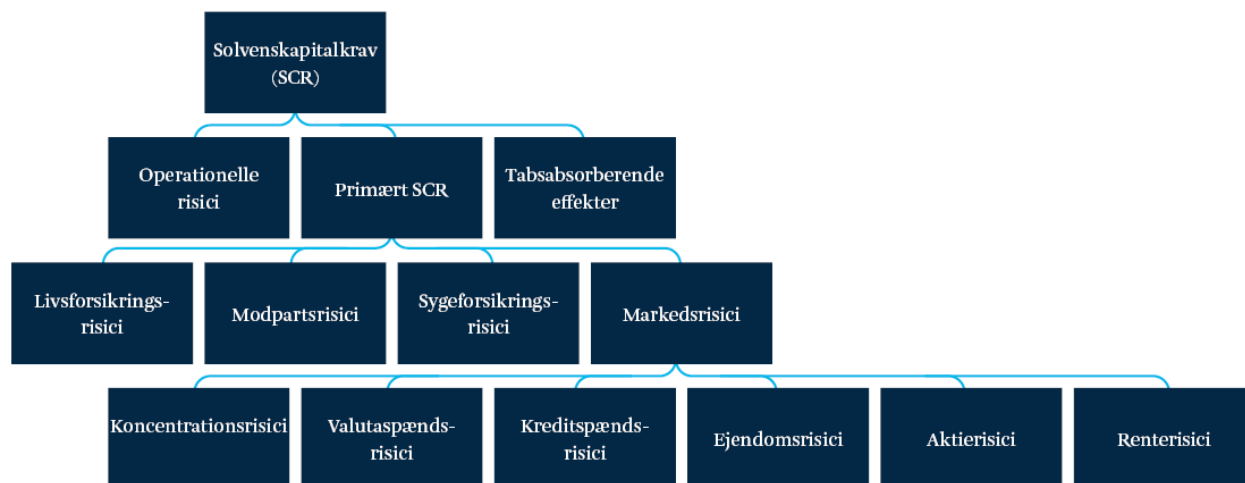 Solvenskapitalkrav
(SCR)
Operationelle
risici
Primært SCR
Tabsabsorberende
effekter
Livsforsikrings-
risici
Modpartsrisici
Sygeforsikrings-
risici
Markedsrisici
Koncentrationsrisici
Valutaspænds-
risici
Kreditspænds-
risici
Ejendomsrisici
Aktierisici
Renterisici